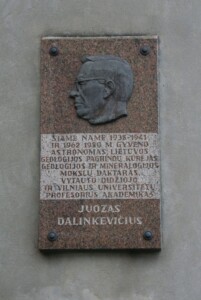 ŠIAME NAME 1938-1943
IR 1962 1980 M GYVENO
ASTRONOMAS, LIETUVOS
GEOLOGIJOS PAGRINDŲ KŪRĖJAS
GEOLOGIJOS IR MINERALOGIJOS
MOKSLŲ DAKTARAS,
VYTAUTO DIDŽIOJO
IR VILNIAUS UNIVERSITETŲ
PROFESORIUS AKADEMIKAS
JUOZAS
DALINKEVIČIUS